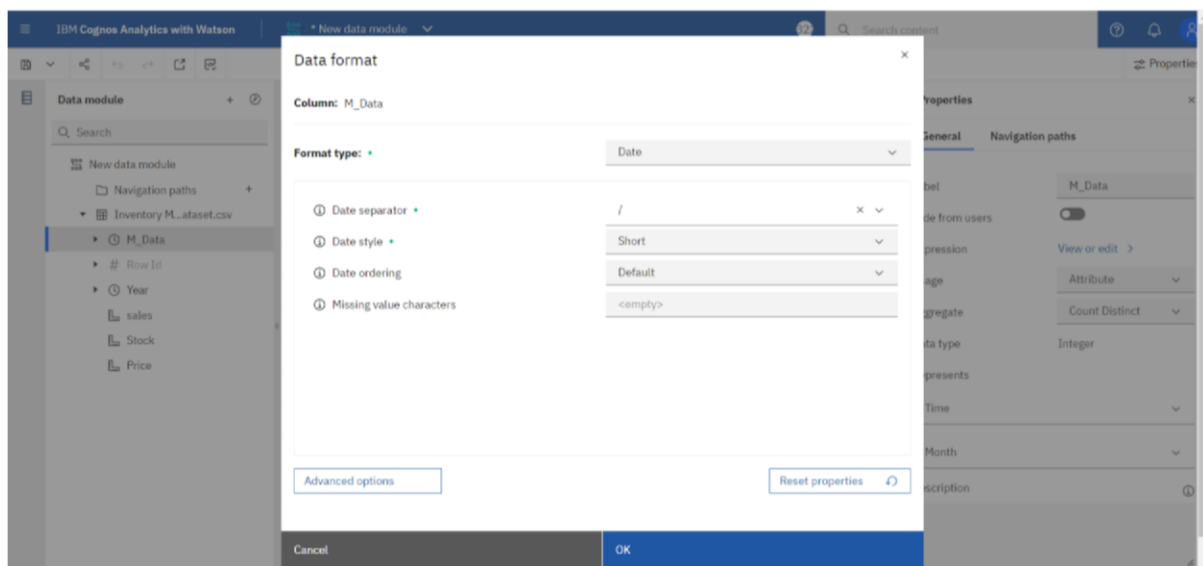 IBM Cognos Analytics with Watson
* New data module
32
Search content
Properties
Data module
Search
New data module
Navigation paths
Inventory M...ataset.csv
M_Data
Row Id
Year
sales
Stock
Price
Data format
Column: M_Data
Format type:
Date
Date separator
/
Date style
Short
Date ordering
Default
Missing value characters
<empty>
Advanced options
Reset properties
Cancel
OK
Properties
General
Navigation paths
bel
M_Data
de from users
pression
View or edit
age
Attribute
gregate
Count Distinct
ta type
Integer
presents
Time
Month
scription